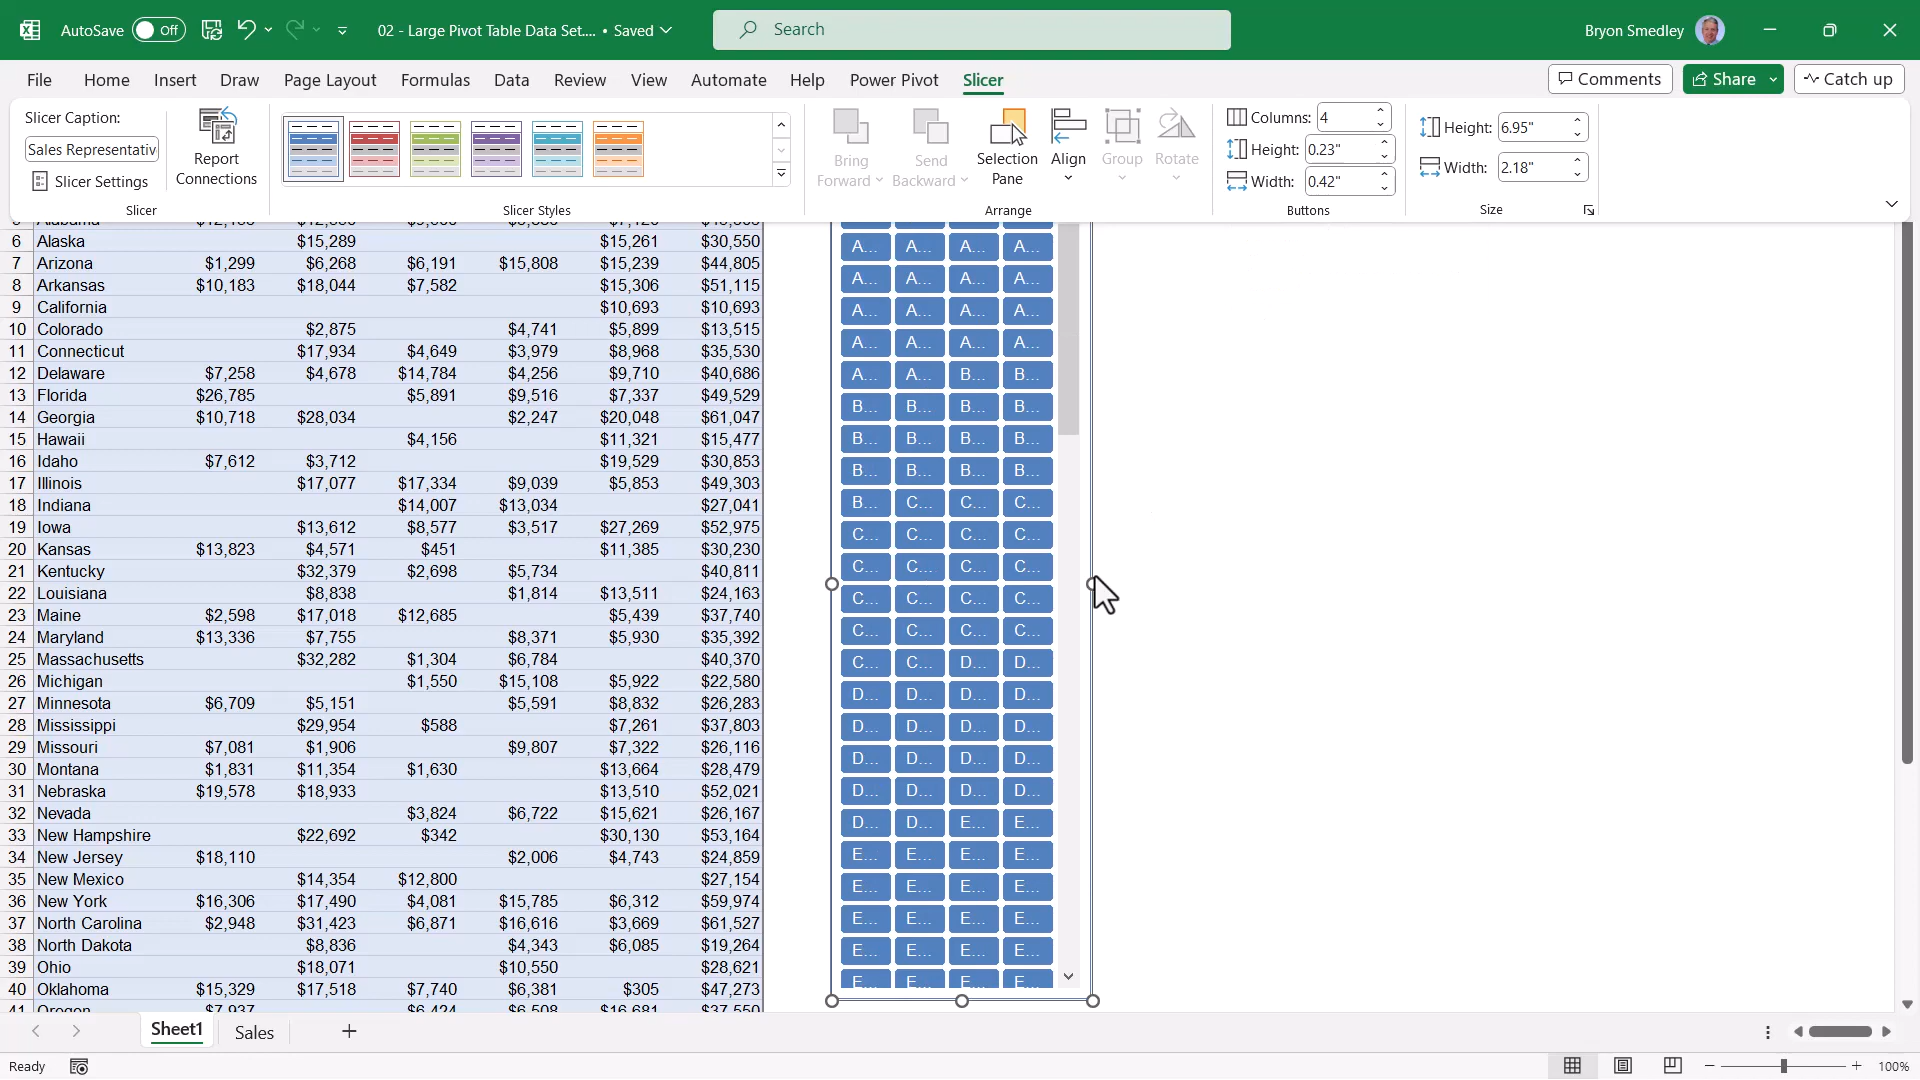 AutoSave Off 02 - Large Pivot Table Data Set.... • Saved Search Bryon Smedley
File Home Insert Draw Page Layout Formulas Data Review View Automate Help Power Pivot Slicer Comments Share Catch up
Slicer Caption:
Sales Representativ
Slicer Settings
Slicer
Report
Connections
Slicer Styles
Bring
Forward
Send
Backward
Selection
Pane
Align
Group
Rotate
Arrange
Columns: 4
Height: 0.23"
Width: 0.42"
Buttons
Height: 6.95"
Width: 2.18"
Size
6 Alaska $15,289 $15,261 $30,550
7 Arizona $1,299 $6,268 $6,191 $15,808 $15,239 $44,805
8 Arkansas $10,183 $18,044 $7,582 $15,306 $51,115
9 California $10,693 $10,693
10 Colorado $2,875 $4,741 $5,899 $13,515
11 Connecticut $17,934 $4,649 $3,979 $8,968 $35,530
12 Delaware $7,258 $4,678 $14,784 $4,256 $9,710 $40,686
13 Florida $26,785 $5,891 $9,516 $7,337 $49,529
14 Georgia $10,718 $28,034 $2,247 $20,048 $61,047
15 Hawaii $4,156 $11,321 $15,477
16 Idaho $7,612 $3,712 $19,529 $30,853
17 Illinois $17,077 $17,334 $9,039 $5,853 $49,303
18 Indiana $14,007 $13,034 $27,041
19 Iowa $13,612 $8,577 $3,517 $27,269 $52,975
20 Kansas $13,823 $4,571 $451 $11,385 $30,230
21 Kentucky $32,379 $2,698 $5,734 $40,811
22 Louisiana $8,838 $1,814 $13,511 $24,163
23 Maine $2,598 $17,018 $12,685 $5,439 $37,740
24 Maryland $13,336 $7,755 $8,371 $5,930 $35,392
25 Massachusetts $32,282 $1,304 $6,784 $40,370
26 Michigan $1,550 $15,108 $5,922 $22,580
27 Minnesota $6,709 $5,151 $5,591 $8,832 $26,283
28 Mississippi $29,954 $588 $7,261 $37,803
29 Missouri $7,081 $1,906 $9,807 $7,322 $26,116
30 Montana $1,831 $11,354 $1,630 $13,664 $28,479
31 Nebraska $19,578 $18,933 $13,510 $52,021
32 Nevada $3,824 $6,722 $15,621 $26,167
33 New Hampshire $22,692 $342 $30,130 $53,164
34 New Jersey $18,110 $2,006 $4,743 $24,859
35 New Mexico $14,354 $12,800 $27,154
36 New York $16,306 $17,490 $4,081 $15,785 $6,312 $59,974
37 North Carolina $2,948 $31,423 $6,871 $16,616 $3,669 $61,527
38 North Dakota $8,836 $4,343 $6,085 $19,264
39 Ohio $18,071 $10,550 $28,621
40 Oklahoma $15,329 $17,518 $7,740 $6,381 $305 $47,273
A... A... A... A...
A... A... A... A...
A... A... A... A...
A... A... A... A...
A... A... B... B...
B... B... B... B...
B... B... B... B...
B... B... B... B...
B... C... C... C...
C... C... C... C...
C... C... C... C...
C... C... C... C...
C... C... C... C...
C... C... D... D...
D... D... D... D...
D... D... D... D...
D... D... D... D...
D... D... D... D...
D... D... E... E...
E... E... E... E...
E... E... E... E...
E... E... E... E...
E... E... E... E...
E... E... E... E...
Sheet1 Sales
Ready 100%